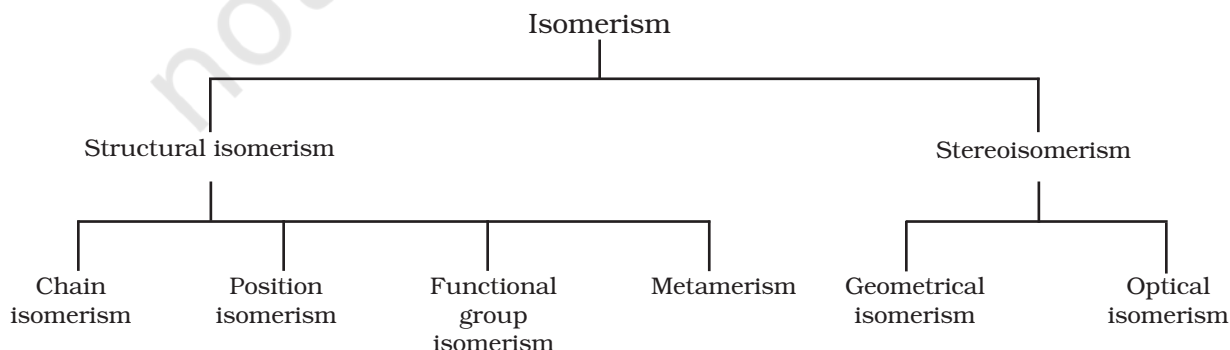 Isomerism
Structural isomerism
Stereoisomerism
Chain
isomerism
Position
isomerism
Functional
group
isomerism
Metamerism
Geometrical
isomerism
Optical
isomerism